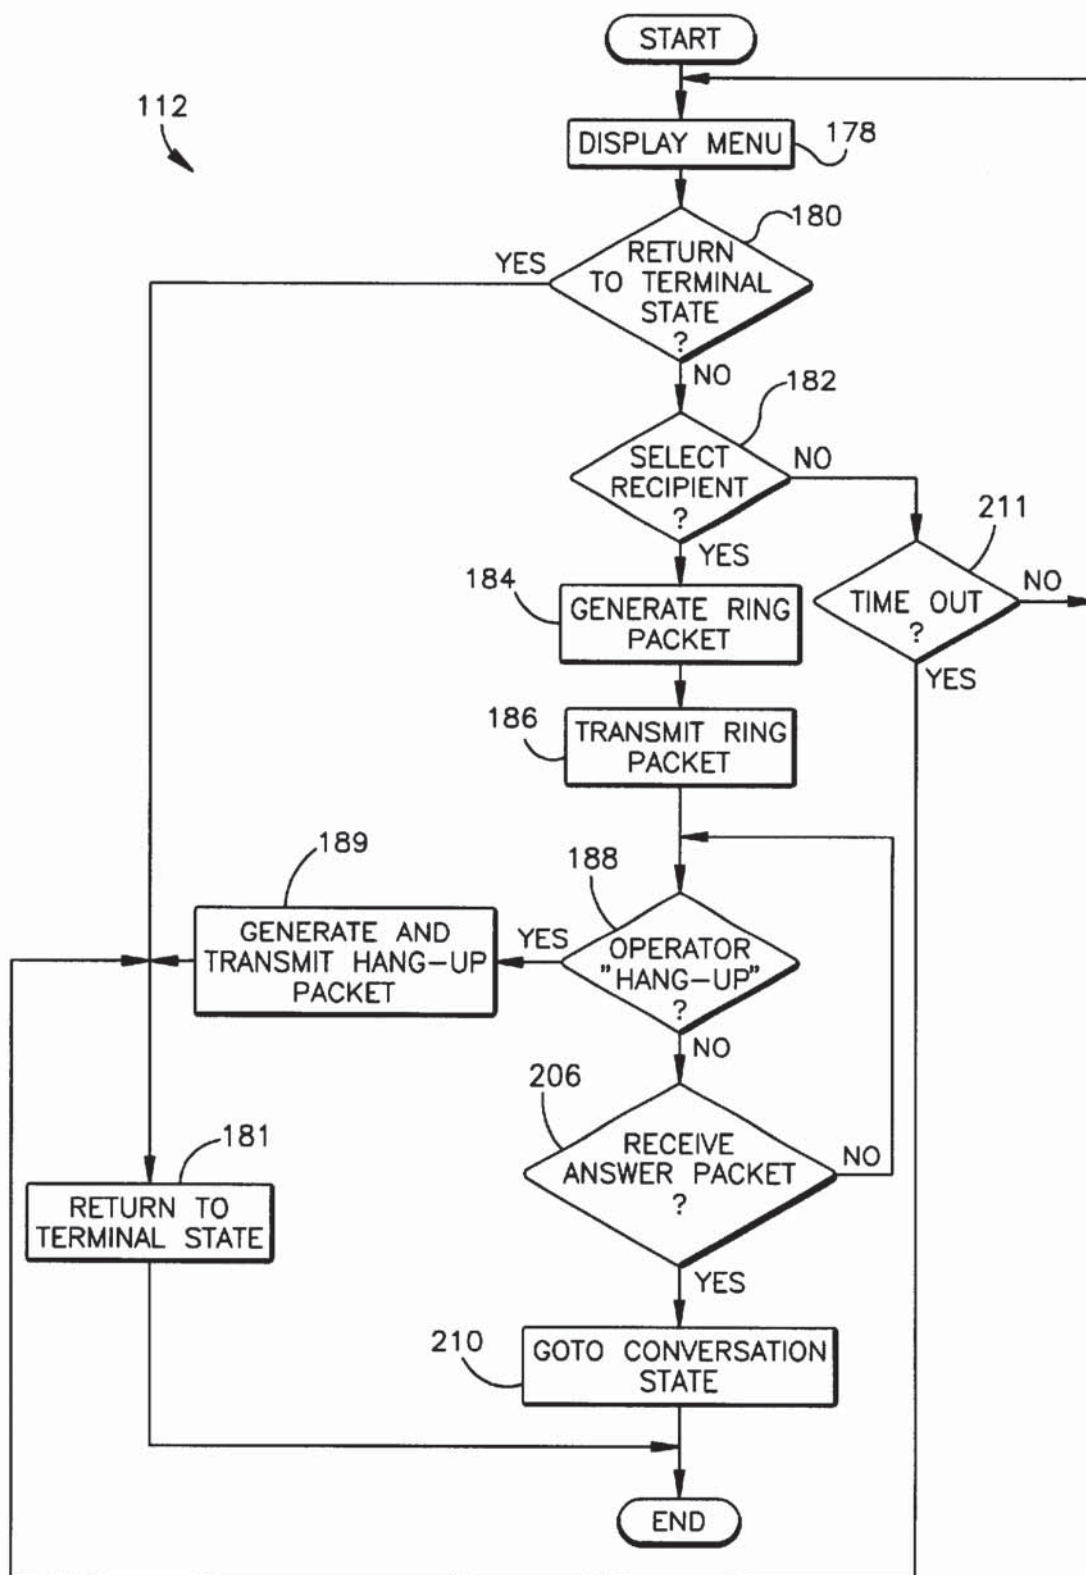 START
112
DISPLAY MENU
178
180
RETURN
TO TERMINAL
STATE
?
YES
NO
182
SELECT
RECIPIENT
?
NO
YES
211
TIME OUT
?
NO
YES
184
GENERATE RING
PACKET
186
TRANSMIT RING
PACKET
189
GENERATE AND
TRANSMIT HANG-UP
PACKET
188
YES
OPERATOR
"HANG-UP"
?
NO
206
RECEIVE
ANSWER PACKET
?
NO
YES
181
RETURN TO
TERMINAL STATE
210
GOTO CONVERSATION
STATE
END